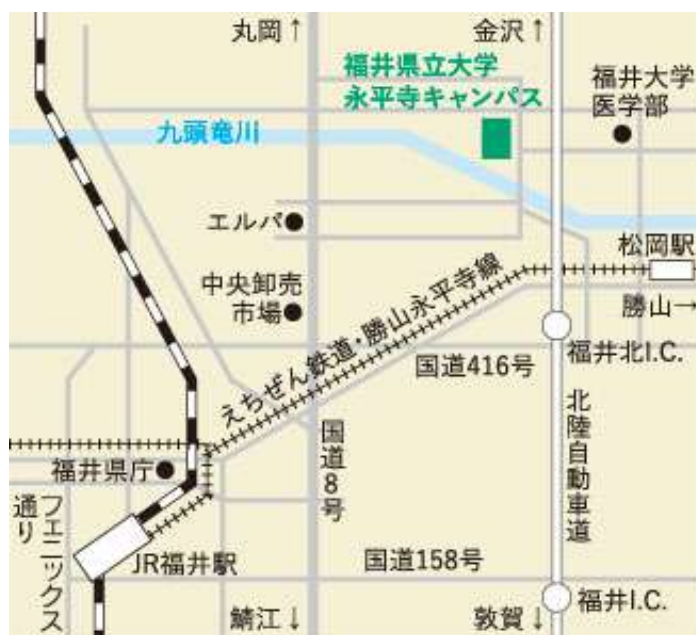 丸岡↑
金沢↑
福井県立大学
永平寺キャンパス
福井大学
医学部
九頭竜川
エルパ
松岡駅
中央卸売
市場
勝山→
えちぜん鉄道・勝山永平寺線
福井北I.C.
国道416号
北陸自動車道
国道8号
福井県庁
フェニックス
通り
JR福井駅
国道158号
福井I.C.
鯖江↓
敦賀↓